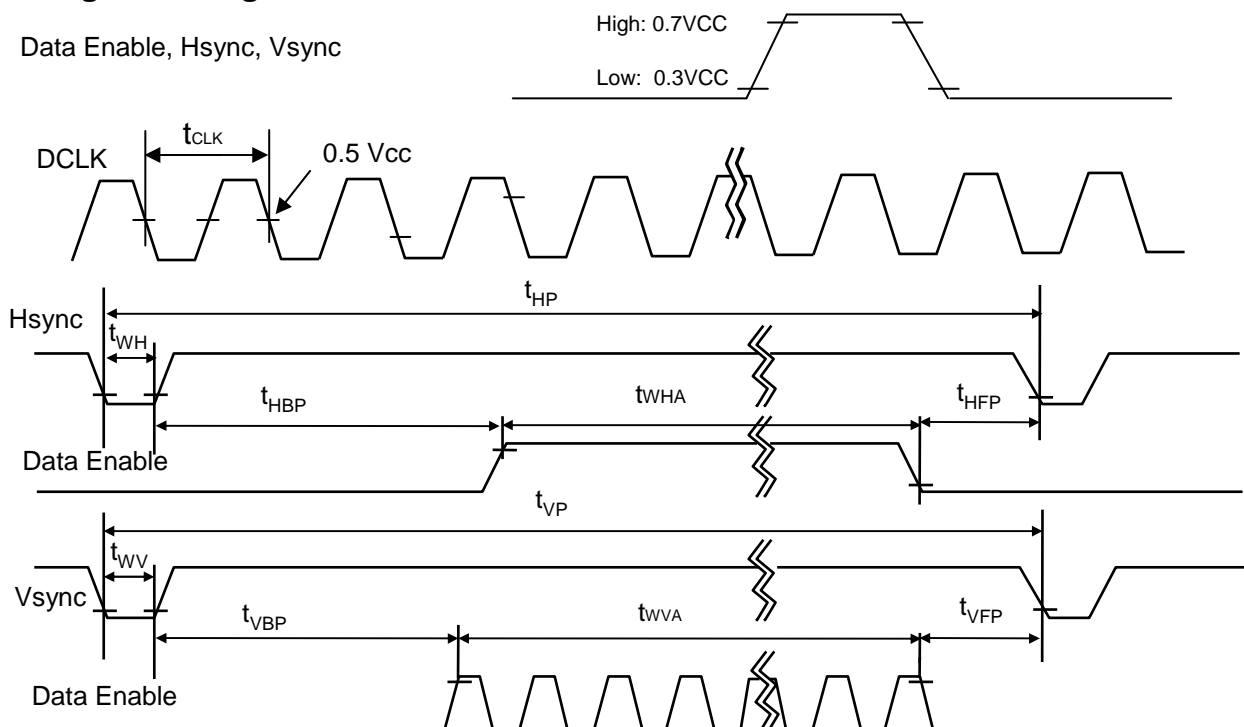 High: 0.7VCC
Data Enable, Hsync, Vsync
Low: 0.3VCC
tCLK
DCLK
0.5 Vcc
tHP
Hsync
tWH
tHBP
tWHA
tHFP
Data Enable
tVP
tWV
Vsync
tVBP
tWVA
tVFP
Data Enable